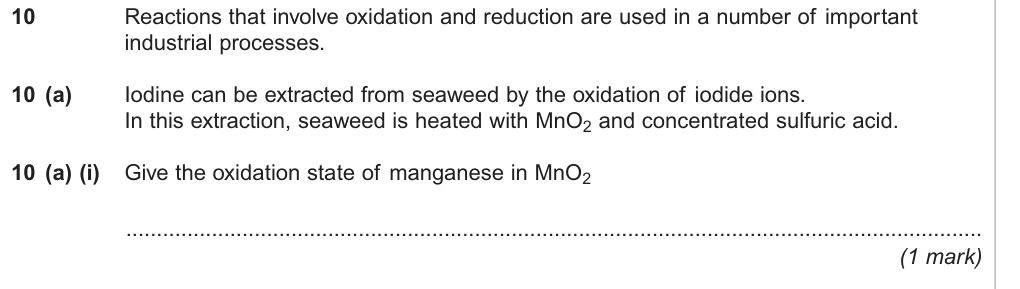 10 Reactions that involve oxidation and reduction are used in a number of important
industrial processes.
10 (a) Iodine can be extracted from seaweed by the oxidation of iodide ions.
In this extraction, seaweed is heated with MnO₂ and concentrated sulfuric acid.
10 (a) (i) Give the oxidation state of manganese in MnO₂
(1 mark)